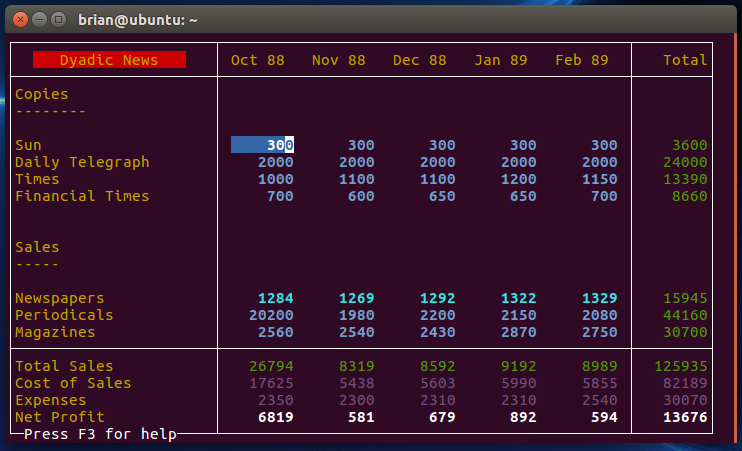 brian@ubuntu: ~
Dyadic News Oct 88 Nov 88 Dec 88 Jan 89 Feb 89 Total
Copies
--------
Sun 300 300 300 300 300 3600
Daily Telegraph 2000 2000 2000 2000 2000 24000
Times 1000 1100 1100 1200 1150 13390
Financial Times 700 600 650 650 700 8660
Sales
-----
Newspapers 1284 1269 1292 1322 1329 15945
Periodicals 20200 1980 2200 2150 2080 44160
Magazines 2560 2540 2430 2870 2750 30700
Total Sales 26794 8319 8592 9192 8989 125935
Cost of Sales 17625 5438 5603 5990 5855 82189
Expenses 2350 2300 2310 2310 2540 30070
Net Profit 6819 581 679 892 594 13676
Press F3 for help